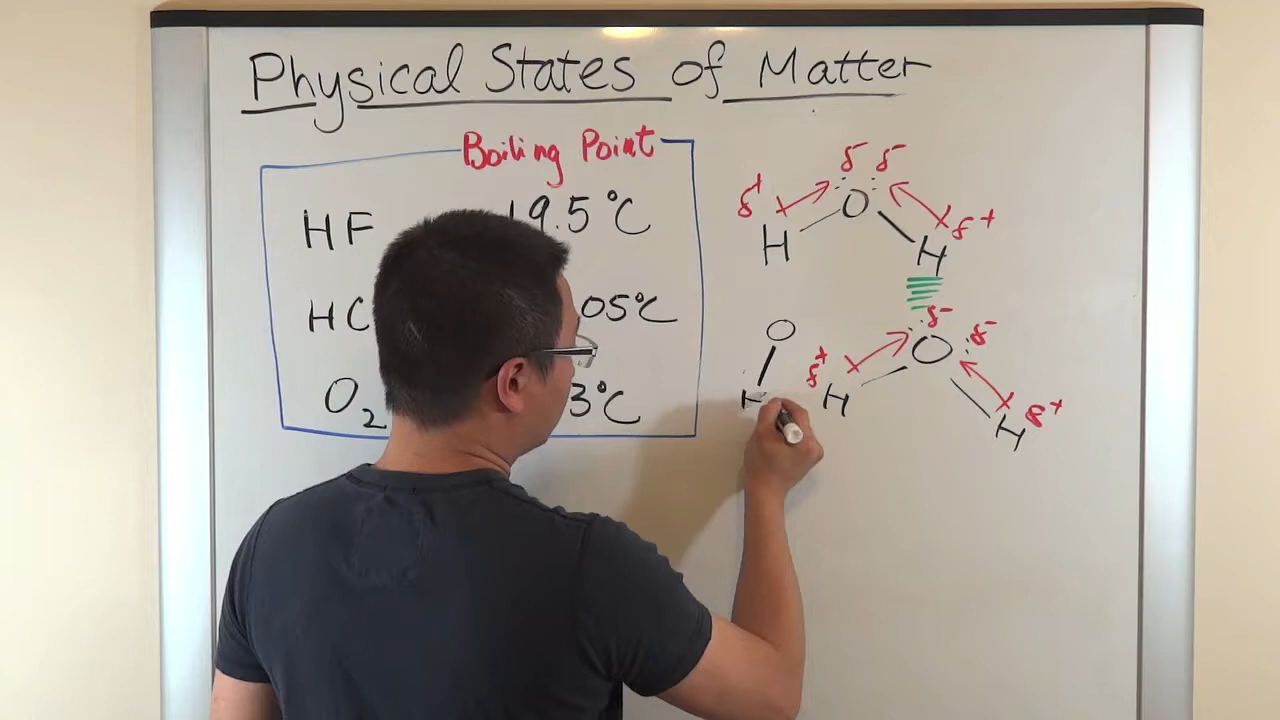 Physical States of Matter
Boiling Point
HF 19.5°C
HC 05°C
O₂ 3°C
δ⁻ δ⁻
δ⁺ O δ⁺
H H
δ⁻ δ⁻
O O
δ⁺
H H δ⁺
H